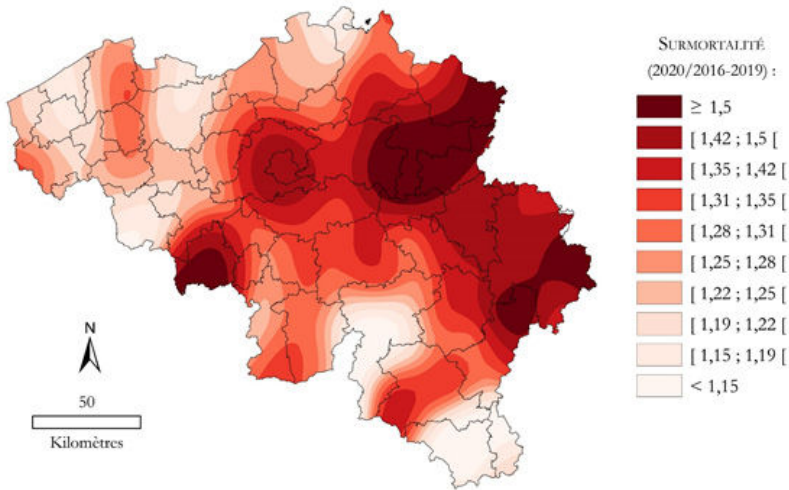 SURMORTALITÉ
(2020/2016-2019) :
≥ 1,5
[ 1,42 ; 1,5 [
[ 1,35 ; 1,42 [
[ 1,31 ; 1,35 [
[ 1,28 ; 1,31 [
[ 1,25 ; 1,28 [
[ 1,22 ; 1,25 [
[ 1,19 ; 1,22 [
[ 1,15 ; 1,19 [
< 1,15
N
50
Kilomètres